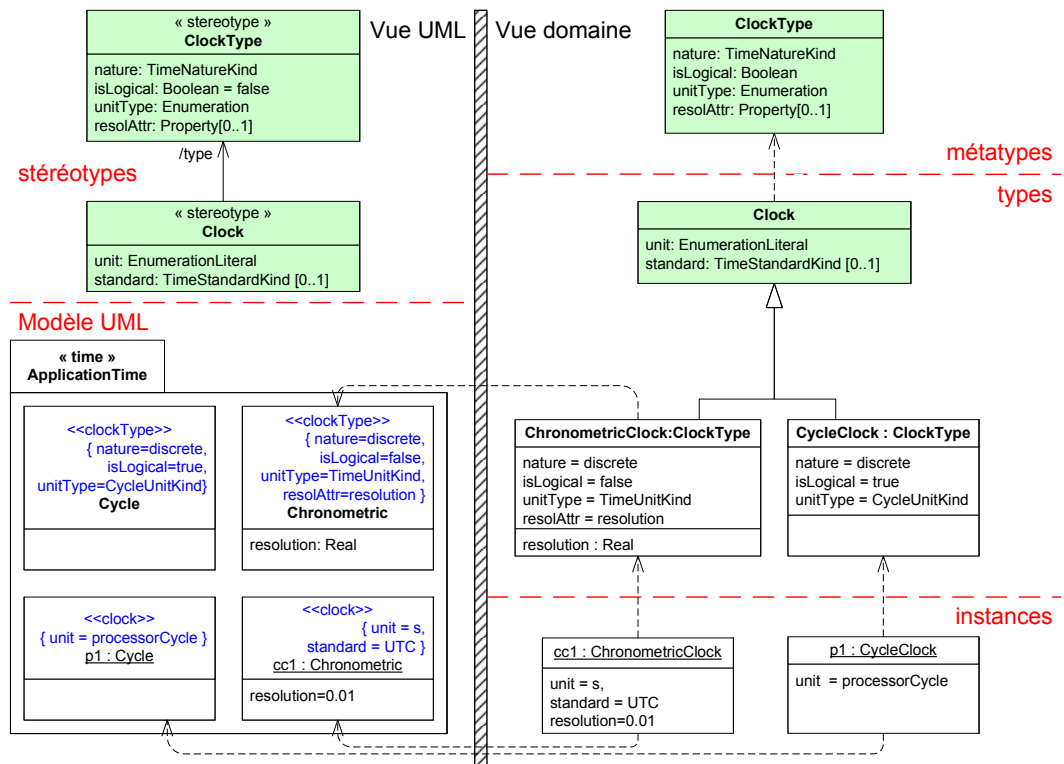 Vue UML
« stereotype »
ClockType
nature: TimeNatureKind
isLogical: Boolean = false
unitType: Enumeration
resolAttr: Property[0..1]
/type
stéréotypes
« stereotype »
Clock
unit: EnumerationLiteral
standard: TimeStandardKind [0..1]
Modèle UML
« time »
ApplicationTime
<<clockType>>
{ nature=discrete,
isLogical=true,
unitType=CycleUnitKind}
Cycle
<<clockType>>
{ nature=discrete,
isLogical=false,
unitType=TimeUnitKind,
resolAttr=resolution }
Chronometric
resolution: Real
<<clock>>
{ unit = processorCycle }
p1 : Cycle
<<clock>>
{ unit = s,
standard = UTC }
cc1 : Chronometric
resolution=0.01
Vue domaine
ClockType
nature: TimeNatureKind
isLogical: Boolean
unitType: Enumeration
resolAttr: Property[0..1]
métatypes
types
Clock
unit: EnumerationLiteral
standard: TimeStandardKind [0..1]
ChronometricClock:ClockType
nature = discrete
isLogical = false
unitType = TimeUnitKind
resolAttr = resolution
resolution : Real
CycleClock : ClockType
nature = discrete
isLogical = true
unitType = CycleUnitKind
instances
cc1 : ChronometricClock
unit = s,
standard = UTC
resolution=0.01
p1 : CycleClock
unit = processorCycle